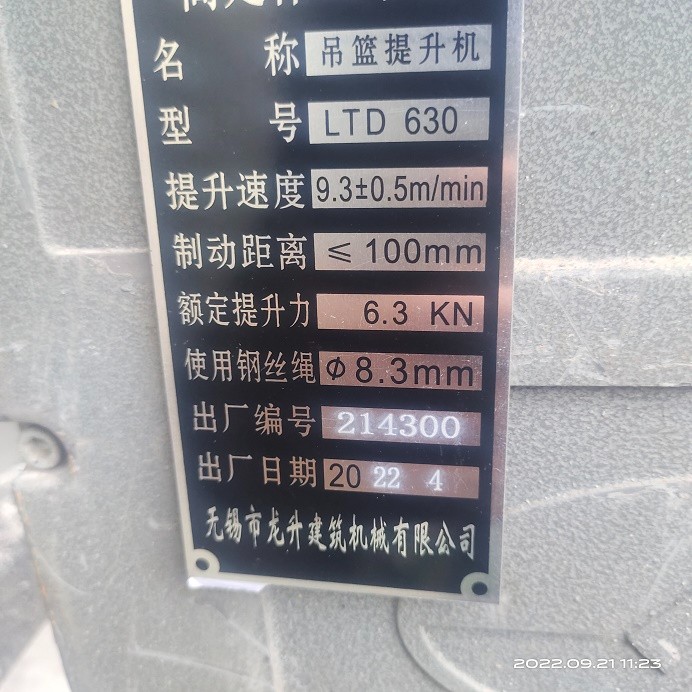 名 称 吊篮提升机
型 号 LTD 630
提升速度 9.3±0.5m/min
制动距离 ≤ 100mm
额定提升力 6.3 KN
使用钢丝绳 Φ8.3mm
出厂编号 214300
出厂日期 20 22 4
无锡市龙升建筑机械有限公司
2022.09.21 11:23